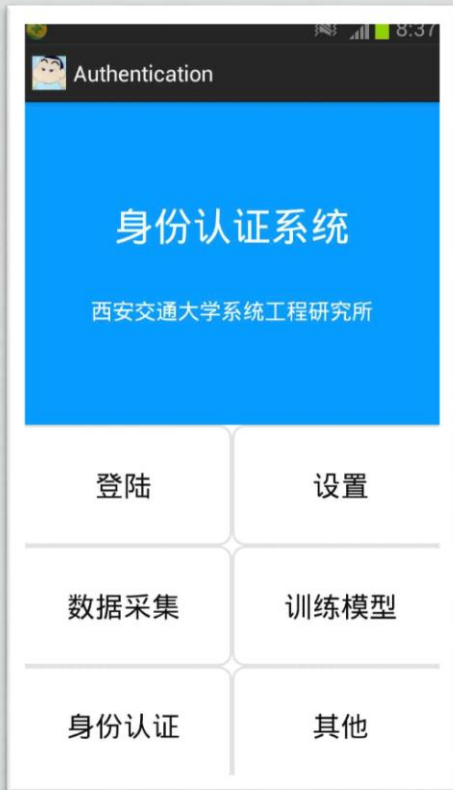 8:37
Authentication
身份认证系统
西安交通大学系统工程研究所
登陆
设置
数据采集
训练模型
身份认证
其他